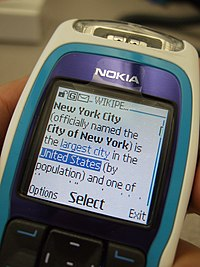 NOKIA
WIKIPE...
New York City
(officially named the
City of New York) is
the largest city in the
United States (by
population) and one of
Options Select Exit